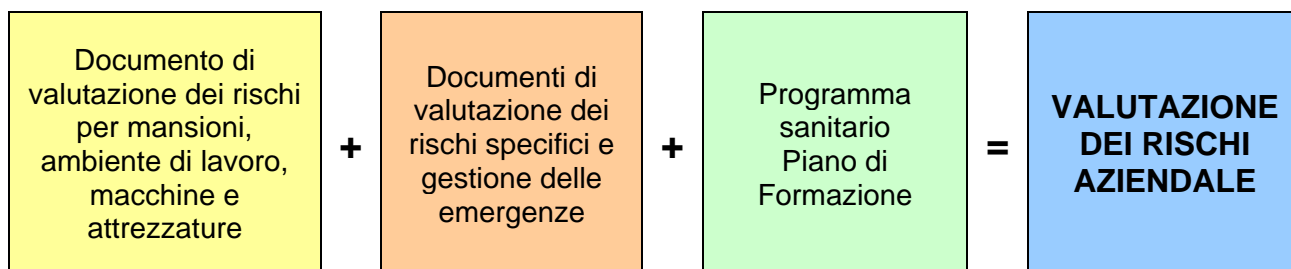 Documento di
valutazione dei rischi
per mansioni,
ambiente di lavoro,
macchine e
attrezzature
+
Documenti di
valutazione dei
rischi specifici e
gestione delle
emergenze
+
Programma
sanitario
Piano di
Formazione
=
VALUTAZIONE
DEI RISCHI
AZIENDALE